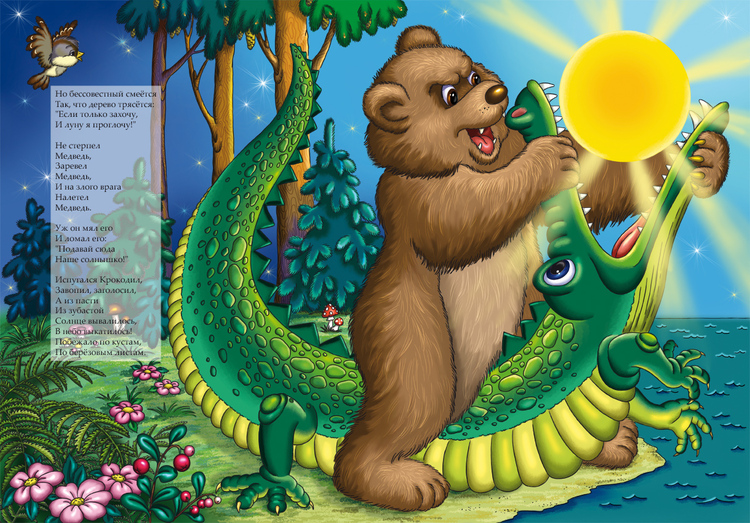 Но бессовестный смеётся
Так, что дерево трясётся:
"Если только захочу,
И луну я проглочу!"
Не стерпел
Медведь,
Заревел
Медведь,
И на злого врага
Налетел
Медведь.
Уж он мял его
И ломал его:
"Подавай сюда
Наше солнышко!"
Испугался Крокодил,
Завопил, заголосил,
А из пасти
Из зубастой
Солнце вывалилось,
В небо выкатилось!
Побежало по кустам,
По берёзовым листам.